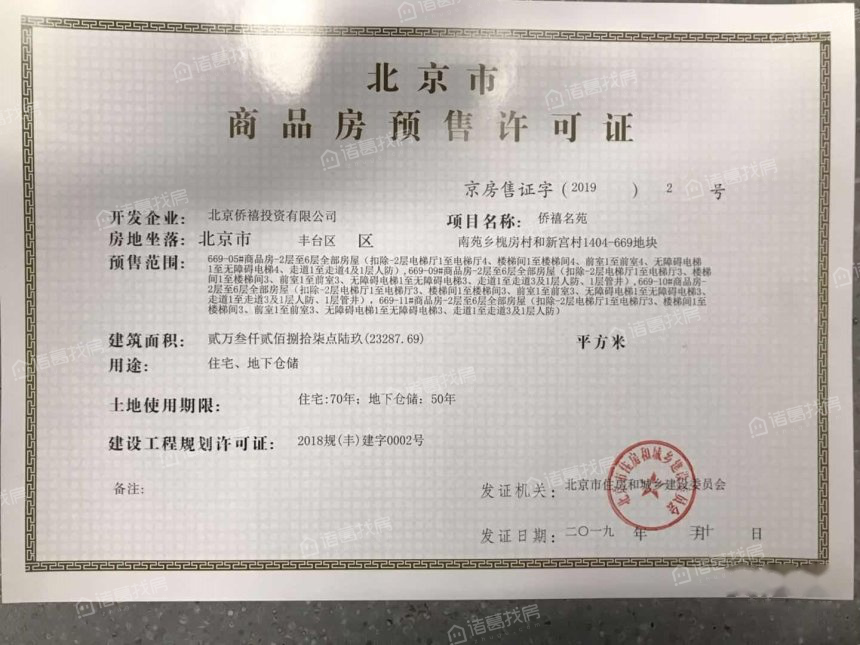 北京市
商品房预售许可证
京房售证字(2019)2号
开发企业: 北京侨禧投资有限公司 项目名称: 侨禧名苑
房地坐落: 北京市 丰台区 区 南苑乡槐房村和新宫村1404-669地块
预售范围: 669-05#商品房-2层至6层全部房屋(扣除-2层电梯厅1至电梯厅4、楼梯间1至楼梯间4、前室1至前室4、无障碍电梯
1至无障碍电梯4、走道1至走道4及1层人防),669-09#商品房-2层至6层全部房屋(扣除-2层电梯厅1至电梯厅3、楼梯
间1至楼梯间3、前室1至前室3、无障碍电梯1至无障碍电梯3、走道1至走道3及1层人防、1层管井),669-10#商品房-
2层至6层全部房屋(扣除-2层电梯厅1至电梯厅3、楼梯间1至楼梯间3、前室1至前室3、无障碍电梯1至无障碍电梯3、
走道1至走道3及1层人防、1层管井),669-11#商品房-2层至6层全部房屋(扣除-2层电梯厅1至电梯厅3、楼梯间1至
楼梯间3、前室1至前室3、无障碍电梯1至无障碍电梯3、走道1至走道3及1层人防)
建筑面积: 贰万叁仟贰佰捌拾柒点陆玖(23287.69) 平方米
用途: 住宅、地下仓储
土地使用期限: 住宅:70年; 地下仓储: 50年
建设工程规划许可证: 2018规(丰)建字0002号
备注:
发证机关: 北京市住房和城乡建设委员会
北京市住房和城乡建设委员会
发证日期: 二〇一九 年 月 十 日
诸葛找房